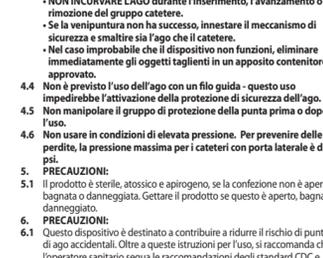 • NON INCURVARE L'AGO durante l'inserimento, l'avanzamento o
rimozione del gruppo catetere.
• Se la venipuntura non ha successo, innestare il meccanismo di
sicurezza e smaltire sia l'ago che il catetere.
• Nel caso improbabile che il dispositivo non funzioni, eliminare
immediatamente gli oggetti taglienti in un apposito contenitore
approvato.
4.4 Non è previsto l'uso dell'ago con un filo guida - questo uso
impedirebbe l'attivazione della protezione di sicurezza dell'ago.
4.5 Non manipolare il gruppo di protezione della punta prima o dopo
l'uso.
4.6 Non usare in condizioni di elevata pressione. Per prevenire delle
perdite, la pressione massima per i cateteri con porta laterale è d
psi.
5. PRECAUZIONI:
5.1 Il prodotto è sterile, atossico e apirogeno, se la confezione non è aper
bagnata o danneggiata. Gettare il prodotto se questo è aperto, bagna
danneggiato.
6. PRECAUZIONI:
6.1 Questo dispositivo è destinato a contribuire a ridurre il rischio di punt
di ago accidentali. Oltre a queste istruzioni per l'uso, si raccomanda ch
l'operatore sanitario segue le raccomandazioni degli standard CDC e